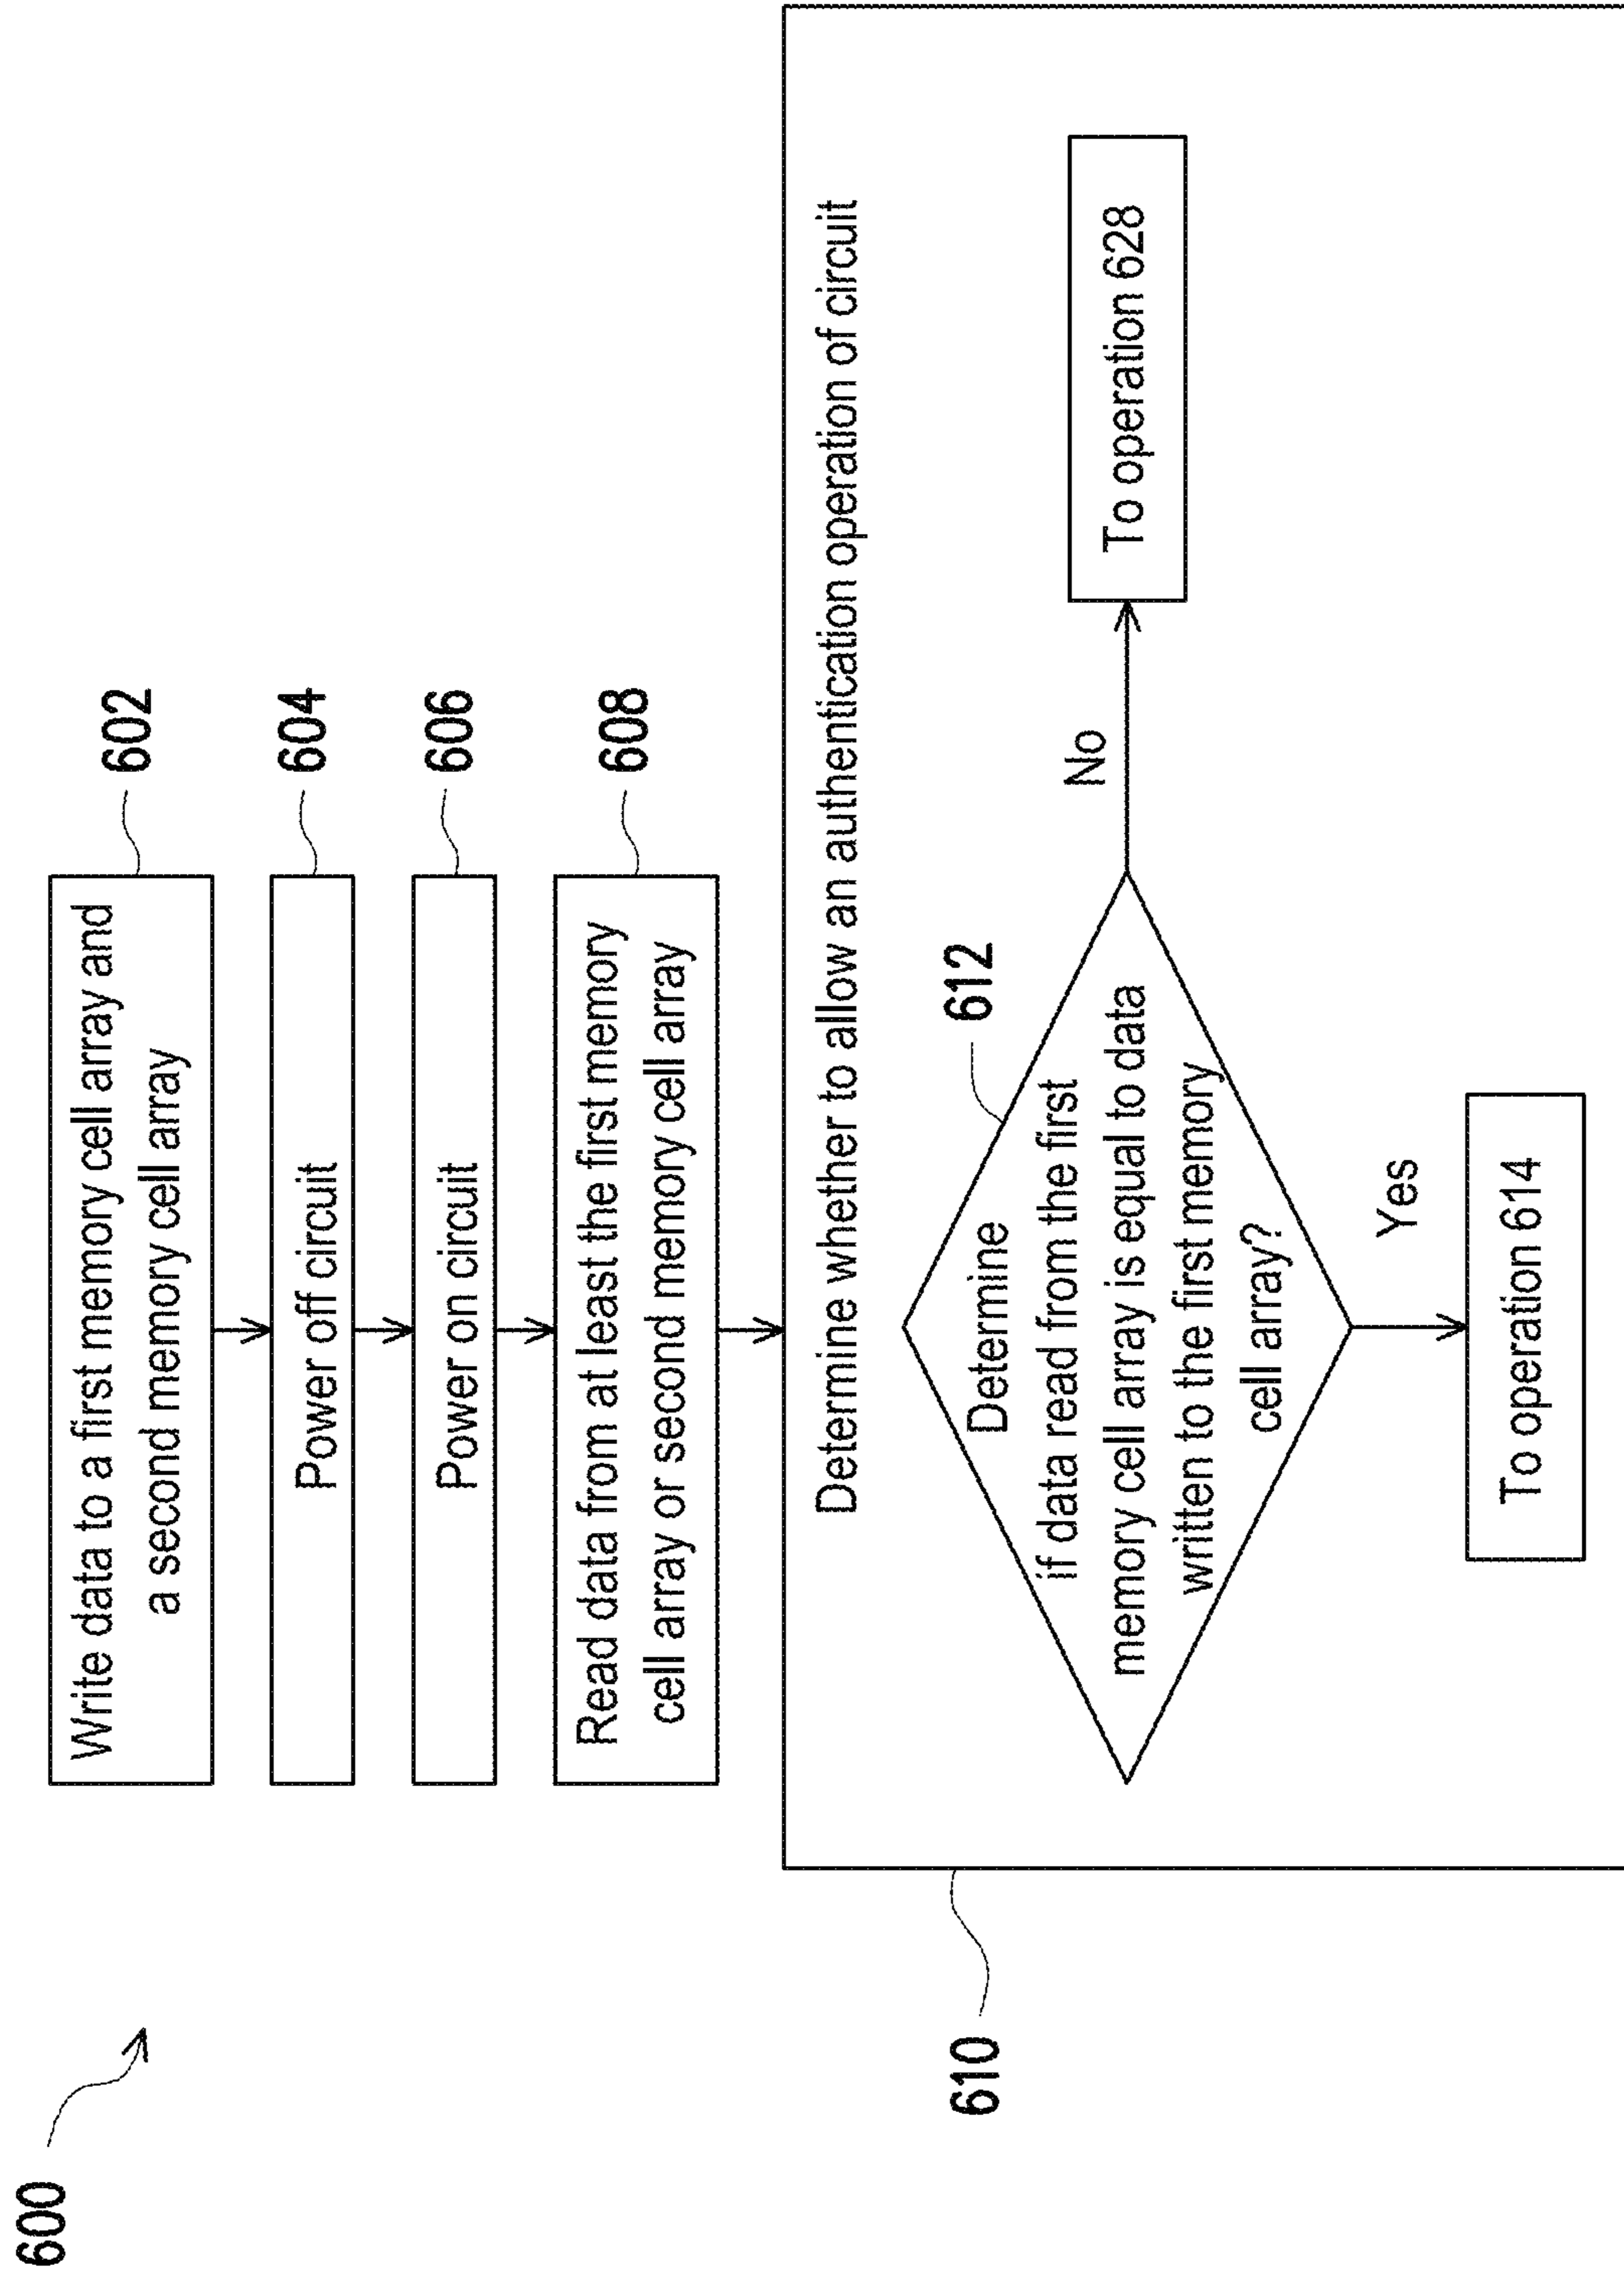 600
Write data to a first memory cell array and
a second memory cell array
602
Power off circuit
604
Power on circuit
606
Read data from at least the first memory
cell array or second memory cell array
608
610
Determine whether to allow an authentication operation of circuit
612
Determine
if data read from the first
memory cell array is equal to data
written to the first memory
cell array?
No
To operation 628
Yes
To operation 614